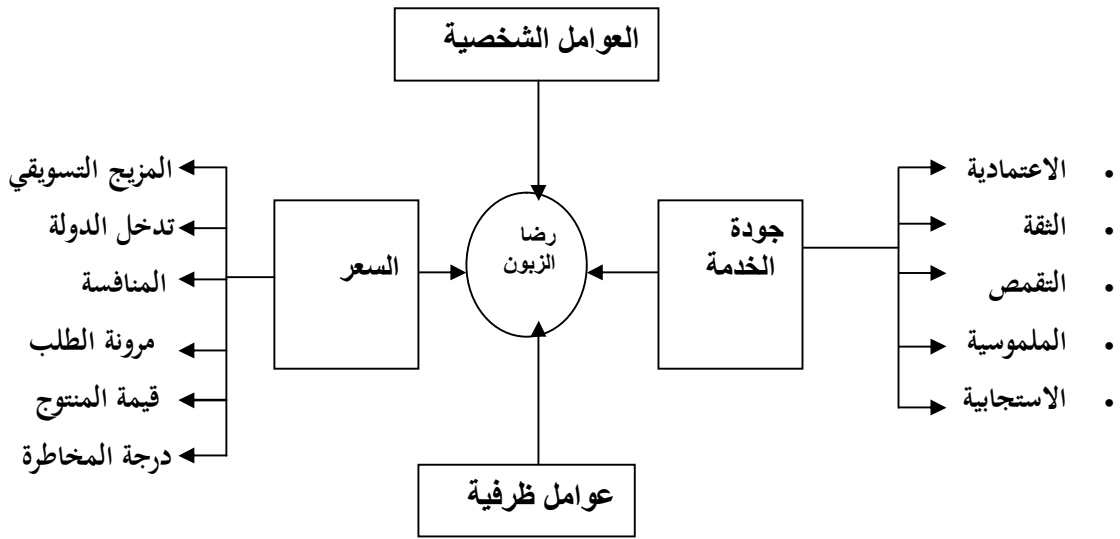 العوامل الشخصية
• الاعتمادية
• الثقة
• التقمص
• الملموسية
• الاستجابية
جودة
الخدمة
رضا
الزبون
السعر
المزيج التسويقي
تدخل الدولة
المنافسة
مرونة الطلب
قيمة المنتوج
درجة المخاطرة
عوامل ظرفية